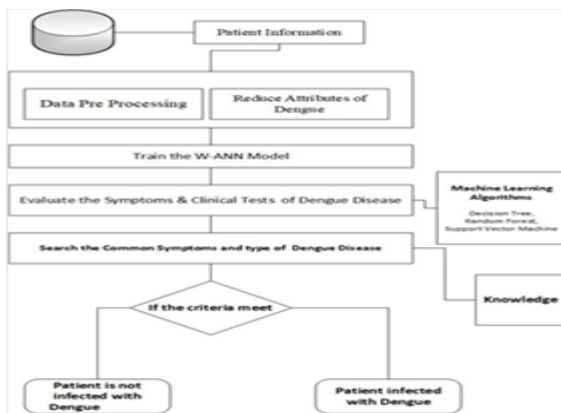 Patient Information
Data Pre Processing
Reduce Attributes of
Dengue
Train the W-ANN Model
Evaluate the Symptoms & Clinical Tests of Dengue Disease
Machine Learning
Algorithms
Decision Tree,
Random Forest,
Support Vector Machine
Search the Common Symptoms and type of Dengue Disease
Knowledge
If the criteria meet
Patient is not
infected with
Dengue
Patient infected
with Dengue